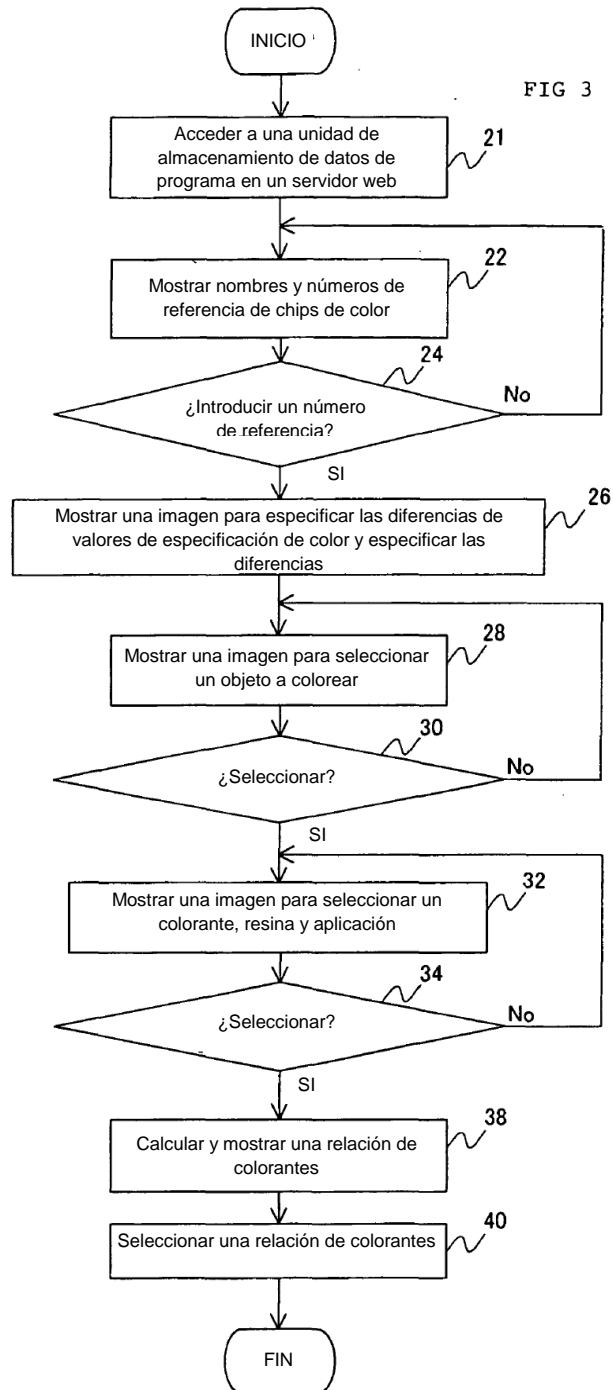 INICIO
FIG 3
Acceder a una unidad de
almacenamiento de datos de
programa en un servidor web
21
22
Mostrar nombres y números de
referencia de chips de color
24
¿Introducir un número
de referencia?
No
SI
26
Mostrar una imagen para especificar las diferencias de
valores de especificación de color y especificar las
diferencias
28
Mostrar una imagen para seleccionar
un objeto a colorear
30
¿Seleccionar?
No
SI
32
Mostrar una imagen para seleccionar un
colorante, resina y aplicación
34
¿Seleccionar?
No
SI
38
Calcular y mostrar una relación de
colorantes
40
Seleccionar una relación de colorantes
FIN